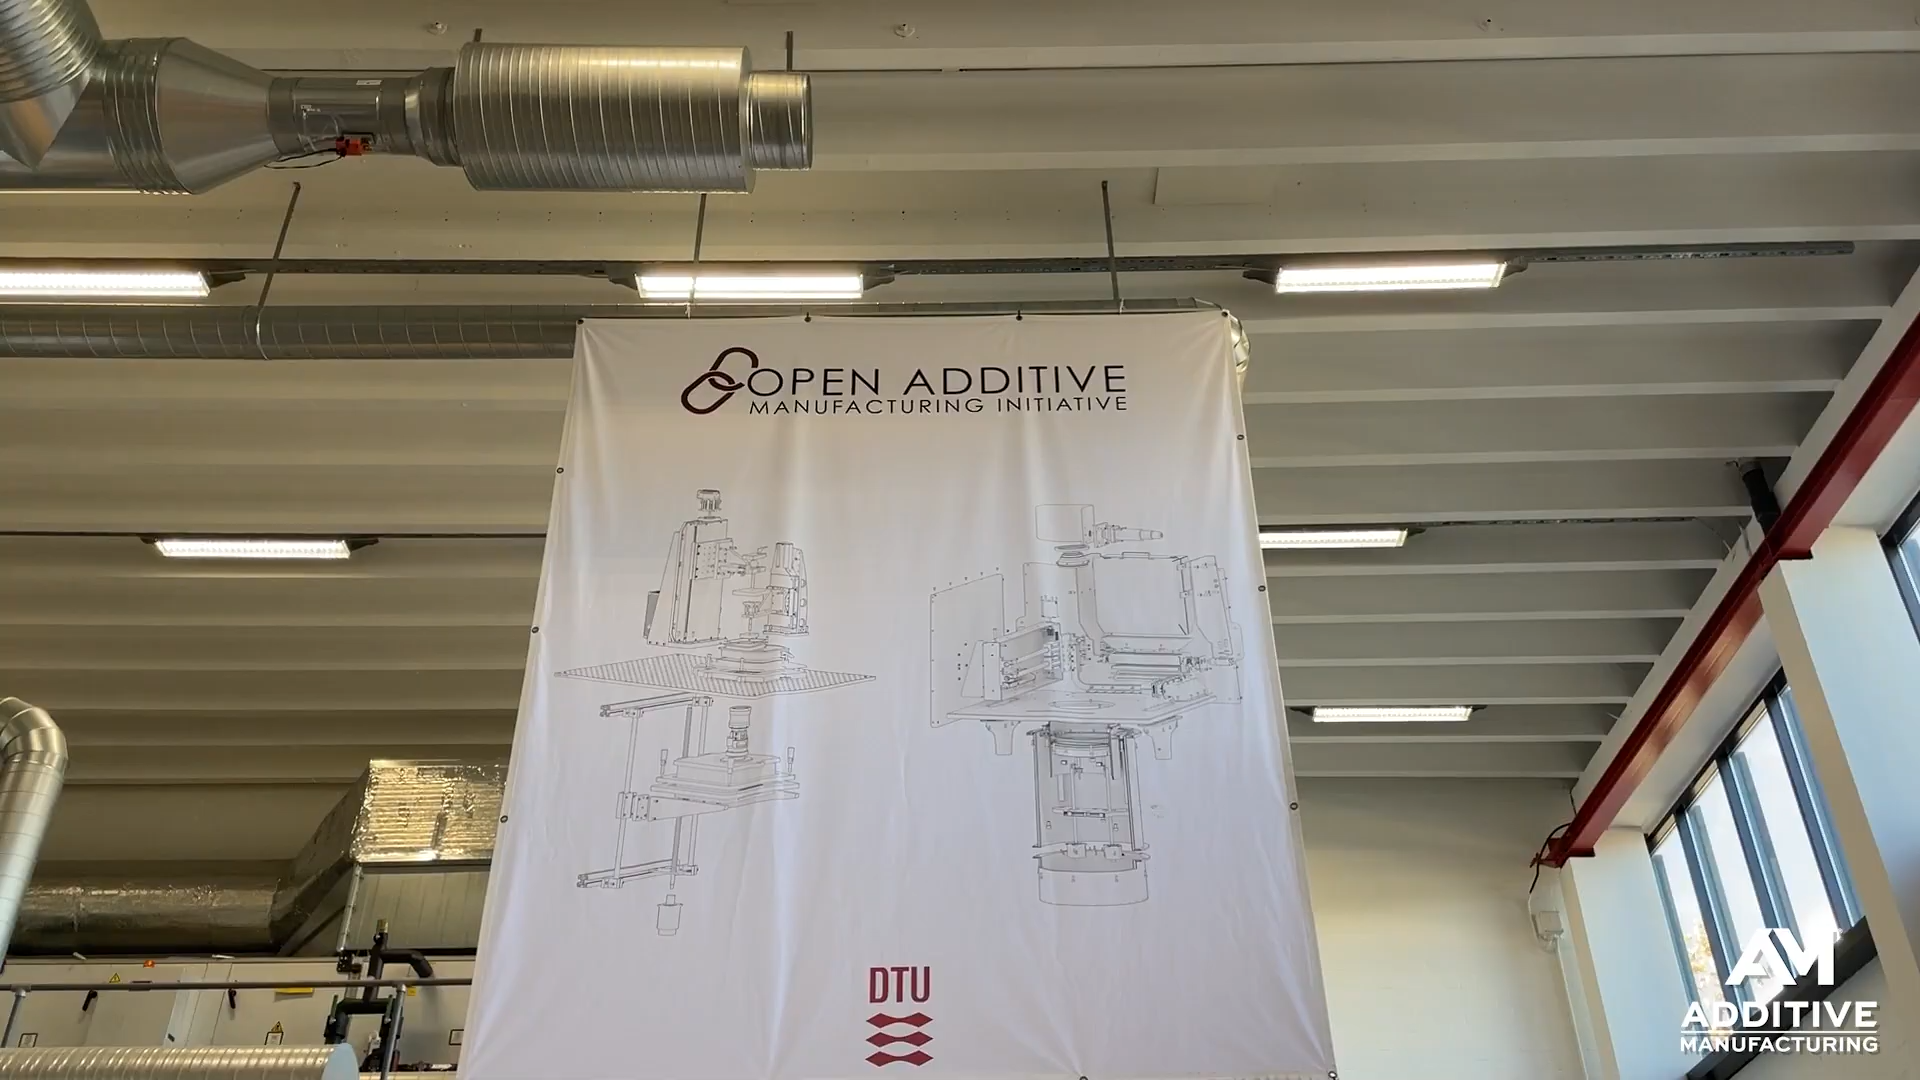 OPEN ADDITIVE
MANUFACTURING INITIATIVE
DTU
AM
ADDITIVE
MANUFACTURING